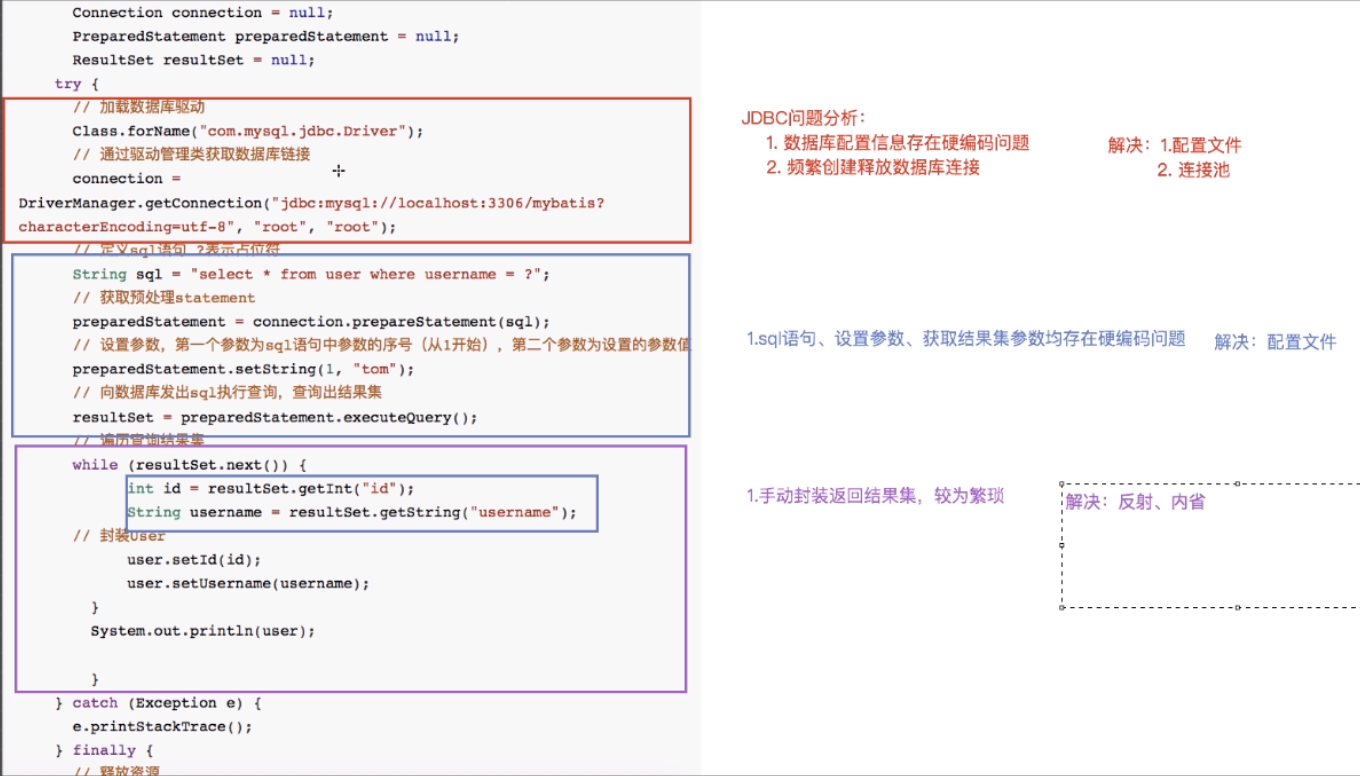 Connection connection = null;
PreparedStatement preparedStatement = null;
ResultSet resultSet = null;
try {
// 加载数据库驱动
Class.forName("com.mysql.jdbc.Driver");
// 通过驱动管理类获取数据库链接
connection =
DriverManager.getConnection("jdbc:mysql://localhost:3306/mybatis?
characterEncoding=utf-8", "root", "root");
// 定义sql语句 ?表示占位符
String sql = "select * from user where username = ?";
// 获取预处理statement
preparedStatement = connection.prepareStatement(sql);
// 设置参数，第一个参数为sql语句中参数的序号（从1开始），第二个参数为设置的参数值
preparedStatement.setString(1, "tom");
// 向数据库发出sql执行查询，查询出结果集
resultSet = preparedStatement.executeQuery();
// 遍历查询结果集
while (resultSet.next()) {
int id = resultSet.getInt("id");
String username = resultSet.getString("username");
// 封装User
user.setId(id);
user.setUsername(username);
}
System.out.println(user);
}
} catch (Exception e) {
e.printStackTrace();
} finally {
// 释放资源
JDBC问题分析：
1. 数据库配置信息存在硬编码问题
2. 频繁创建释放数据库连接
解决：1.配置文件
2. 连接池
1.sql语句、设置参数、获取结果集参数均存在硬编码问题
解决：配置文件
1.手动封装返回结果集，较为繁琐
解决：反射、内省